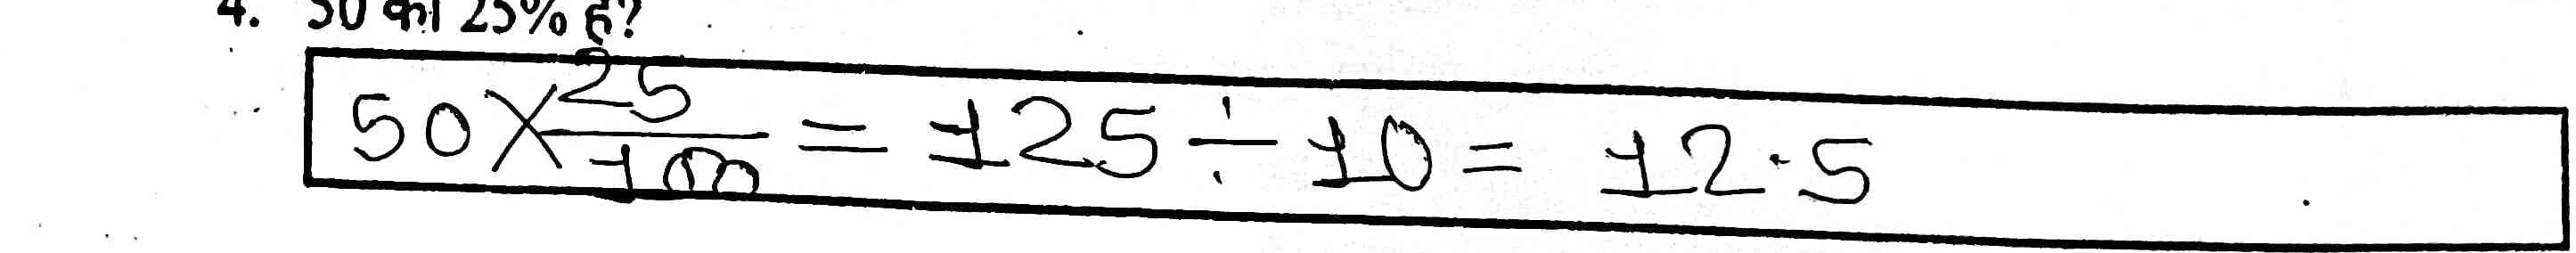 4. 50 का 25% है?
50 × 25/100 = 125 ÷ 10 = 12.5